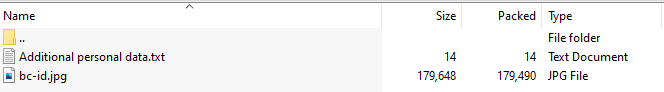 Name Size Packed Type
.. File folder
Additional personal data.txt 14 14 Text Document
bc-id.jpg 179,648 179,490 JPG File